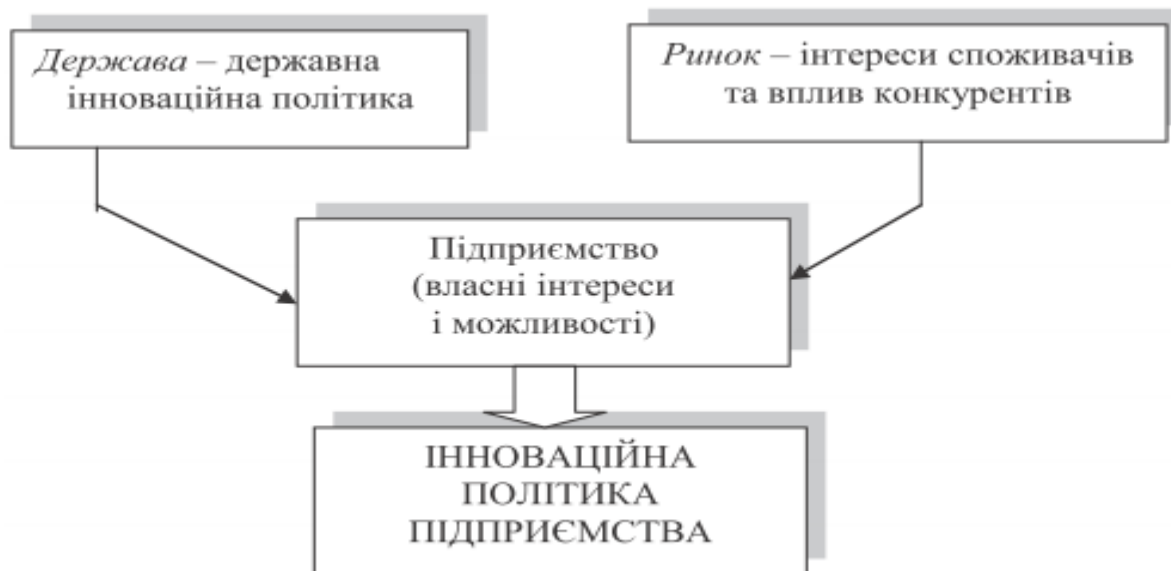 Держава – державна
інноваційна політика
Ринок – інтереси споживачів
та вплив конкурентів
Підприємство
(власні інтереси
і можливості)
ІННОВАЦІЙНА
ПОЛІТИКА
ПІДПРИЄМСТВА